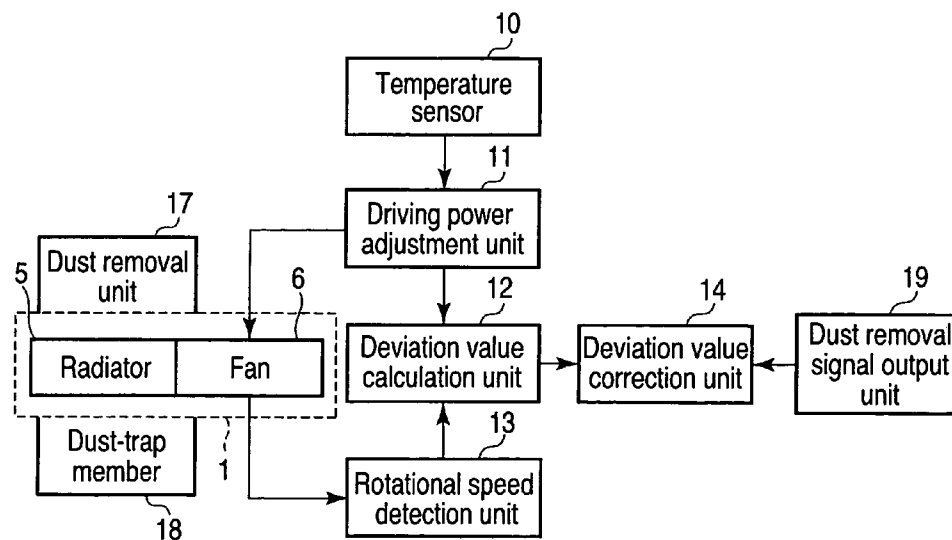 10
Temperature
sensor
11
Driving power
adjustment unit
17
Dust removal
unit
5
6
Radiator
Fan
12
Deviation value
calculation unit
14
Deviation value
correction unit
19
Dust removal
signal output
unit
Dust-trap
member
1
18
13
Rotational speed
detection unit